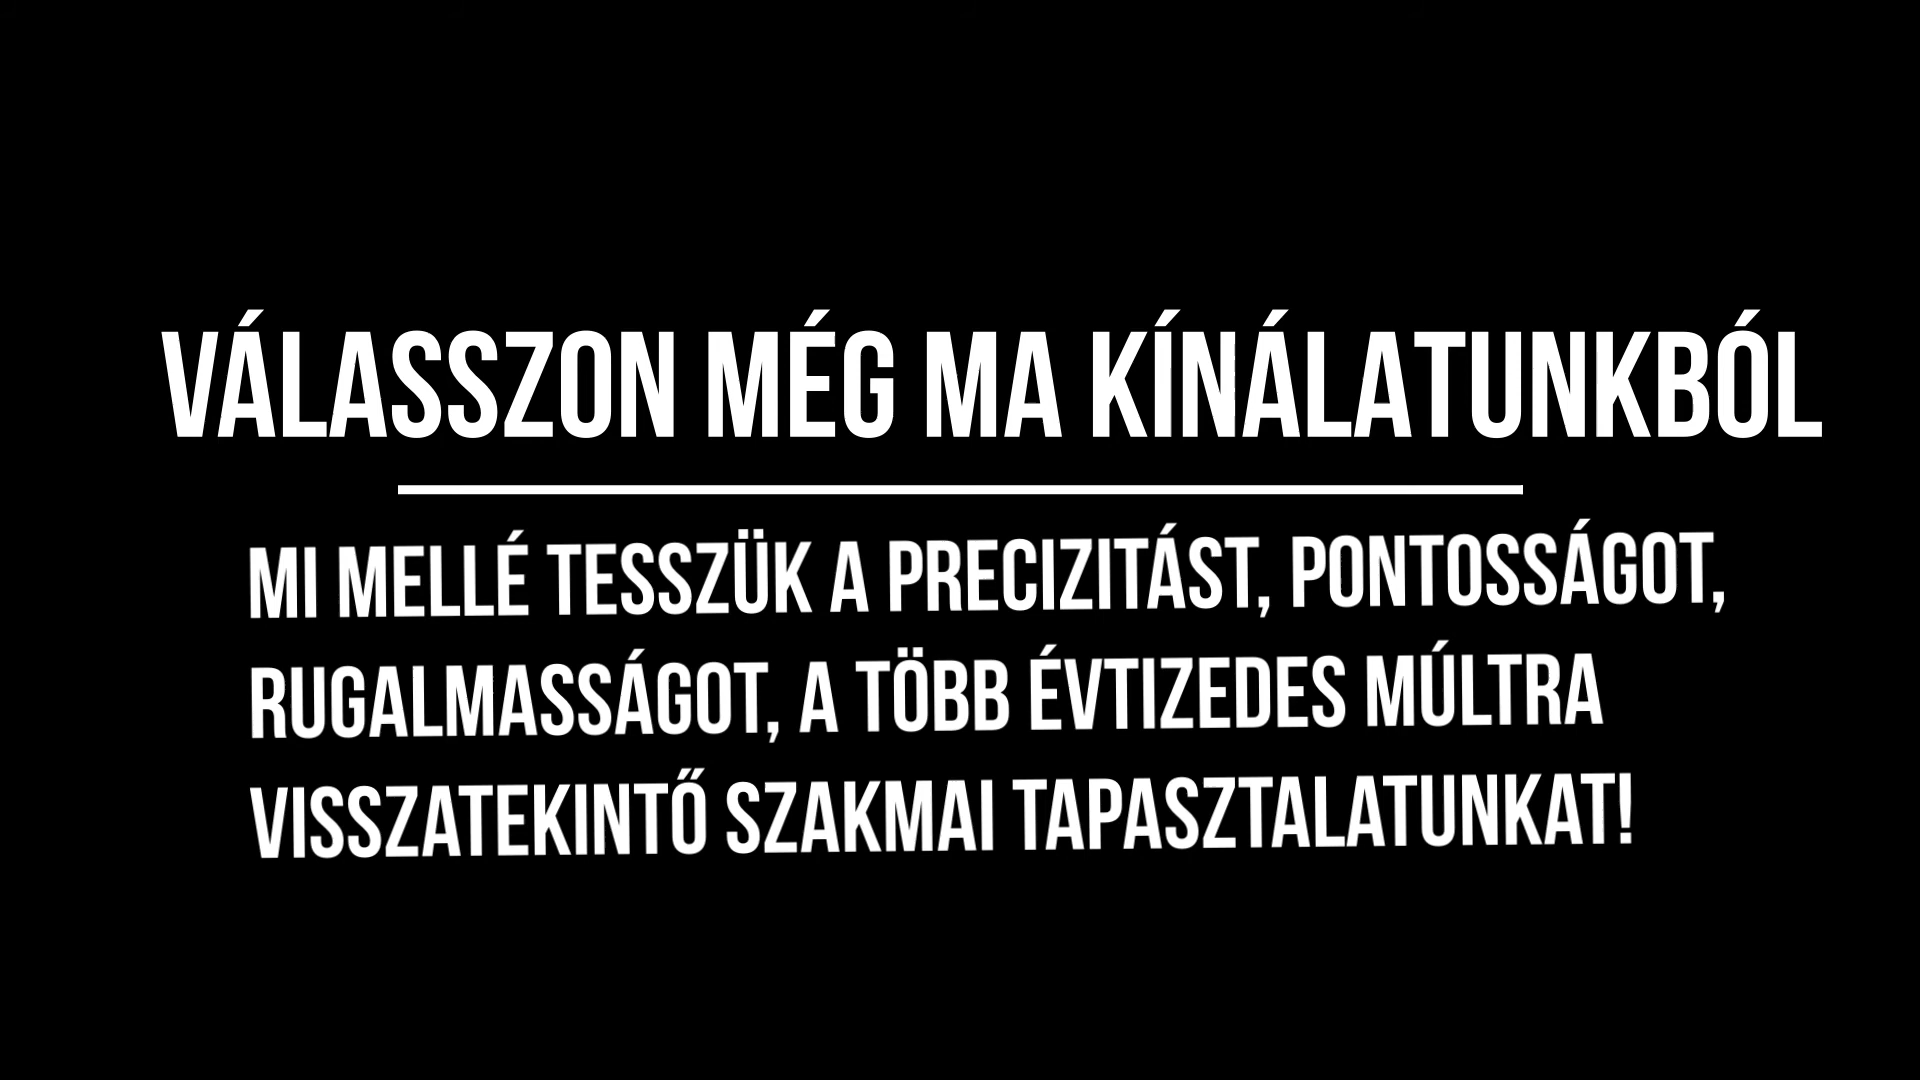 VÁLASSZON MÉG MA KÍNÁLATUNKBÓL
MI MELLÉ TESSZÜK A PRECIZITÁST, PONTOSSÁGOT,
RUGALMASSÁGOT, A TÖBB ÉVTIZEDES MÚLTRA
VISSZATEKINTŐ SZAKMAI TAPASZTALATUNKAT!